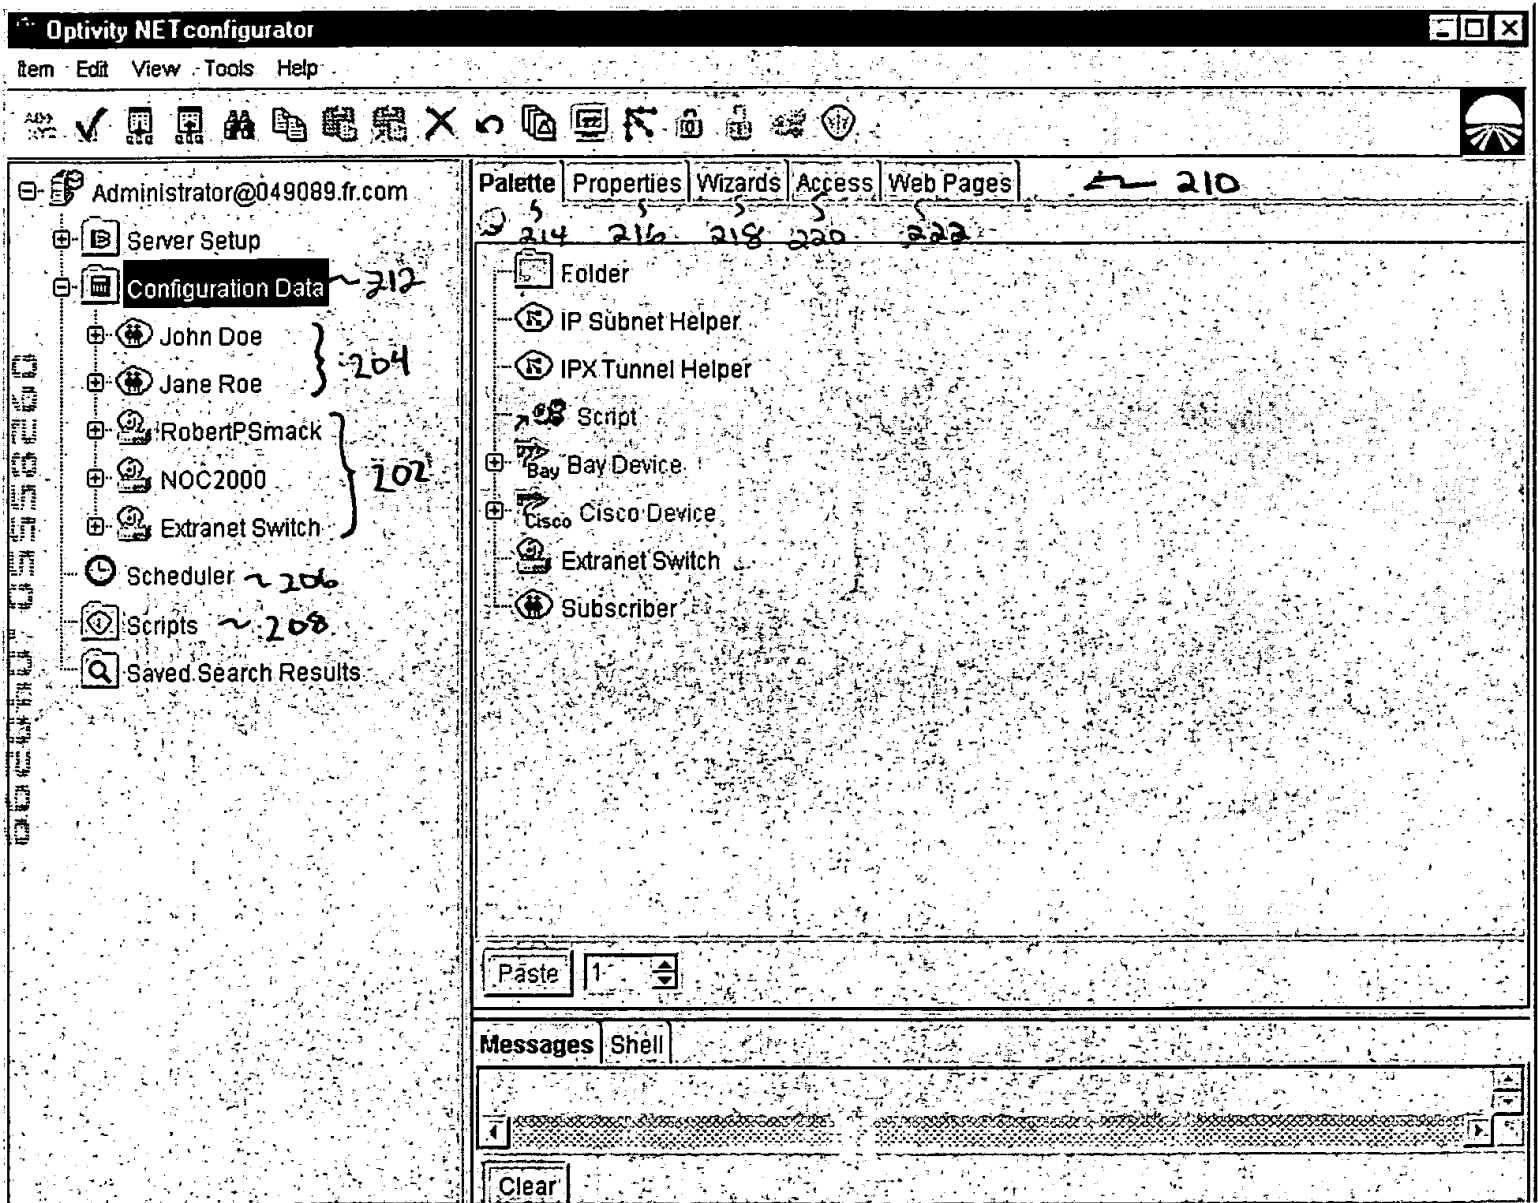 Optivity NETconfigurator
Item Edit View Tools Help
Administrator@049089.fr.com
Server Setup
Configuration Data 212
John Doe
Jane Roe
204
RobertPSmack
NOC2000
Extranet Switch
202
Scheduler 206
Scripts 208
Saved Search Results
Palette Properties Wizards Access Web Pages 210
214 216 218 220 222
Folder
IP Subnet Helper
IPX Tunnel Helper
Script
Bay Bay Device
Cisco Cisco Device
Extranet Switch
Subscriber
Paste 1
Messages Shell
Clear